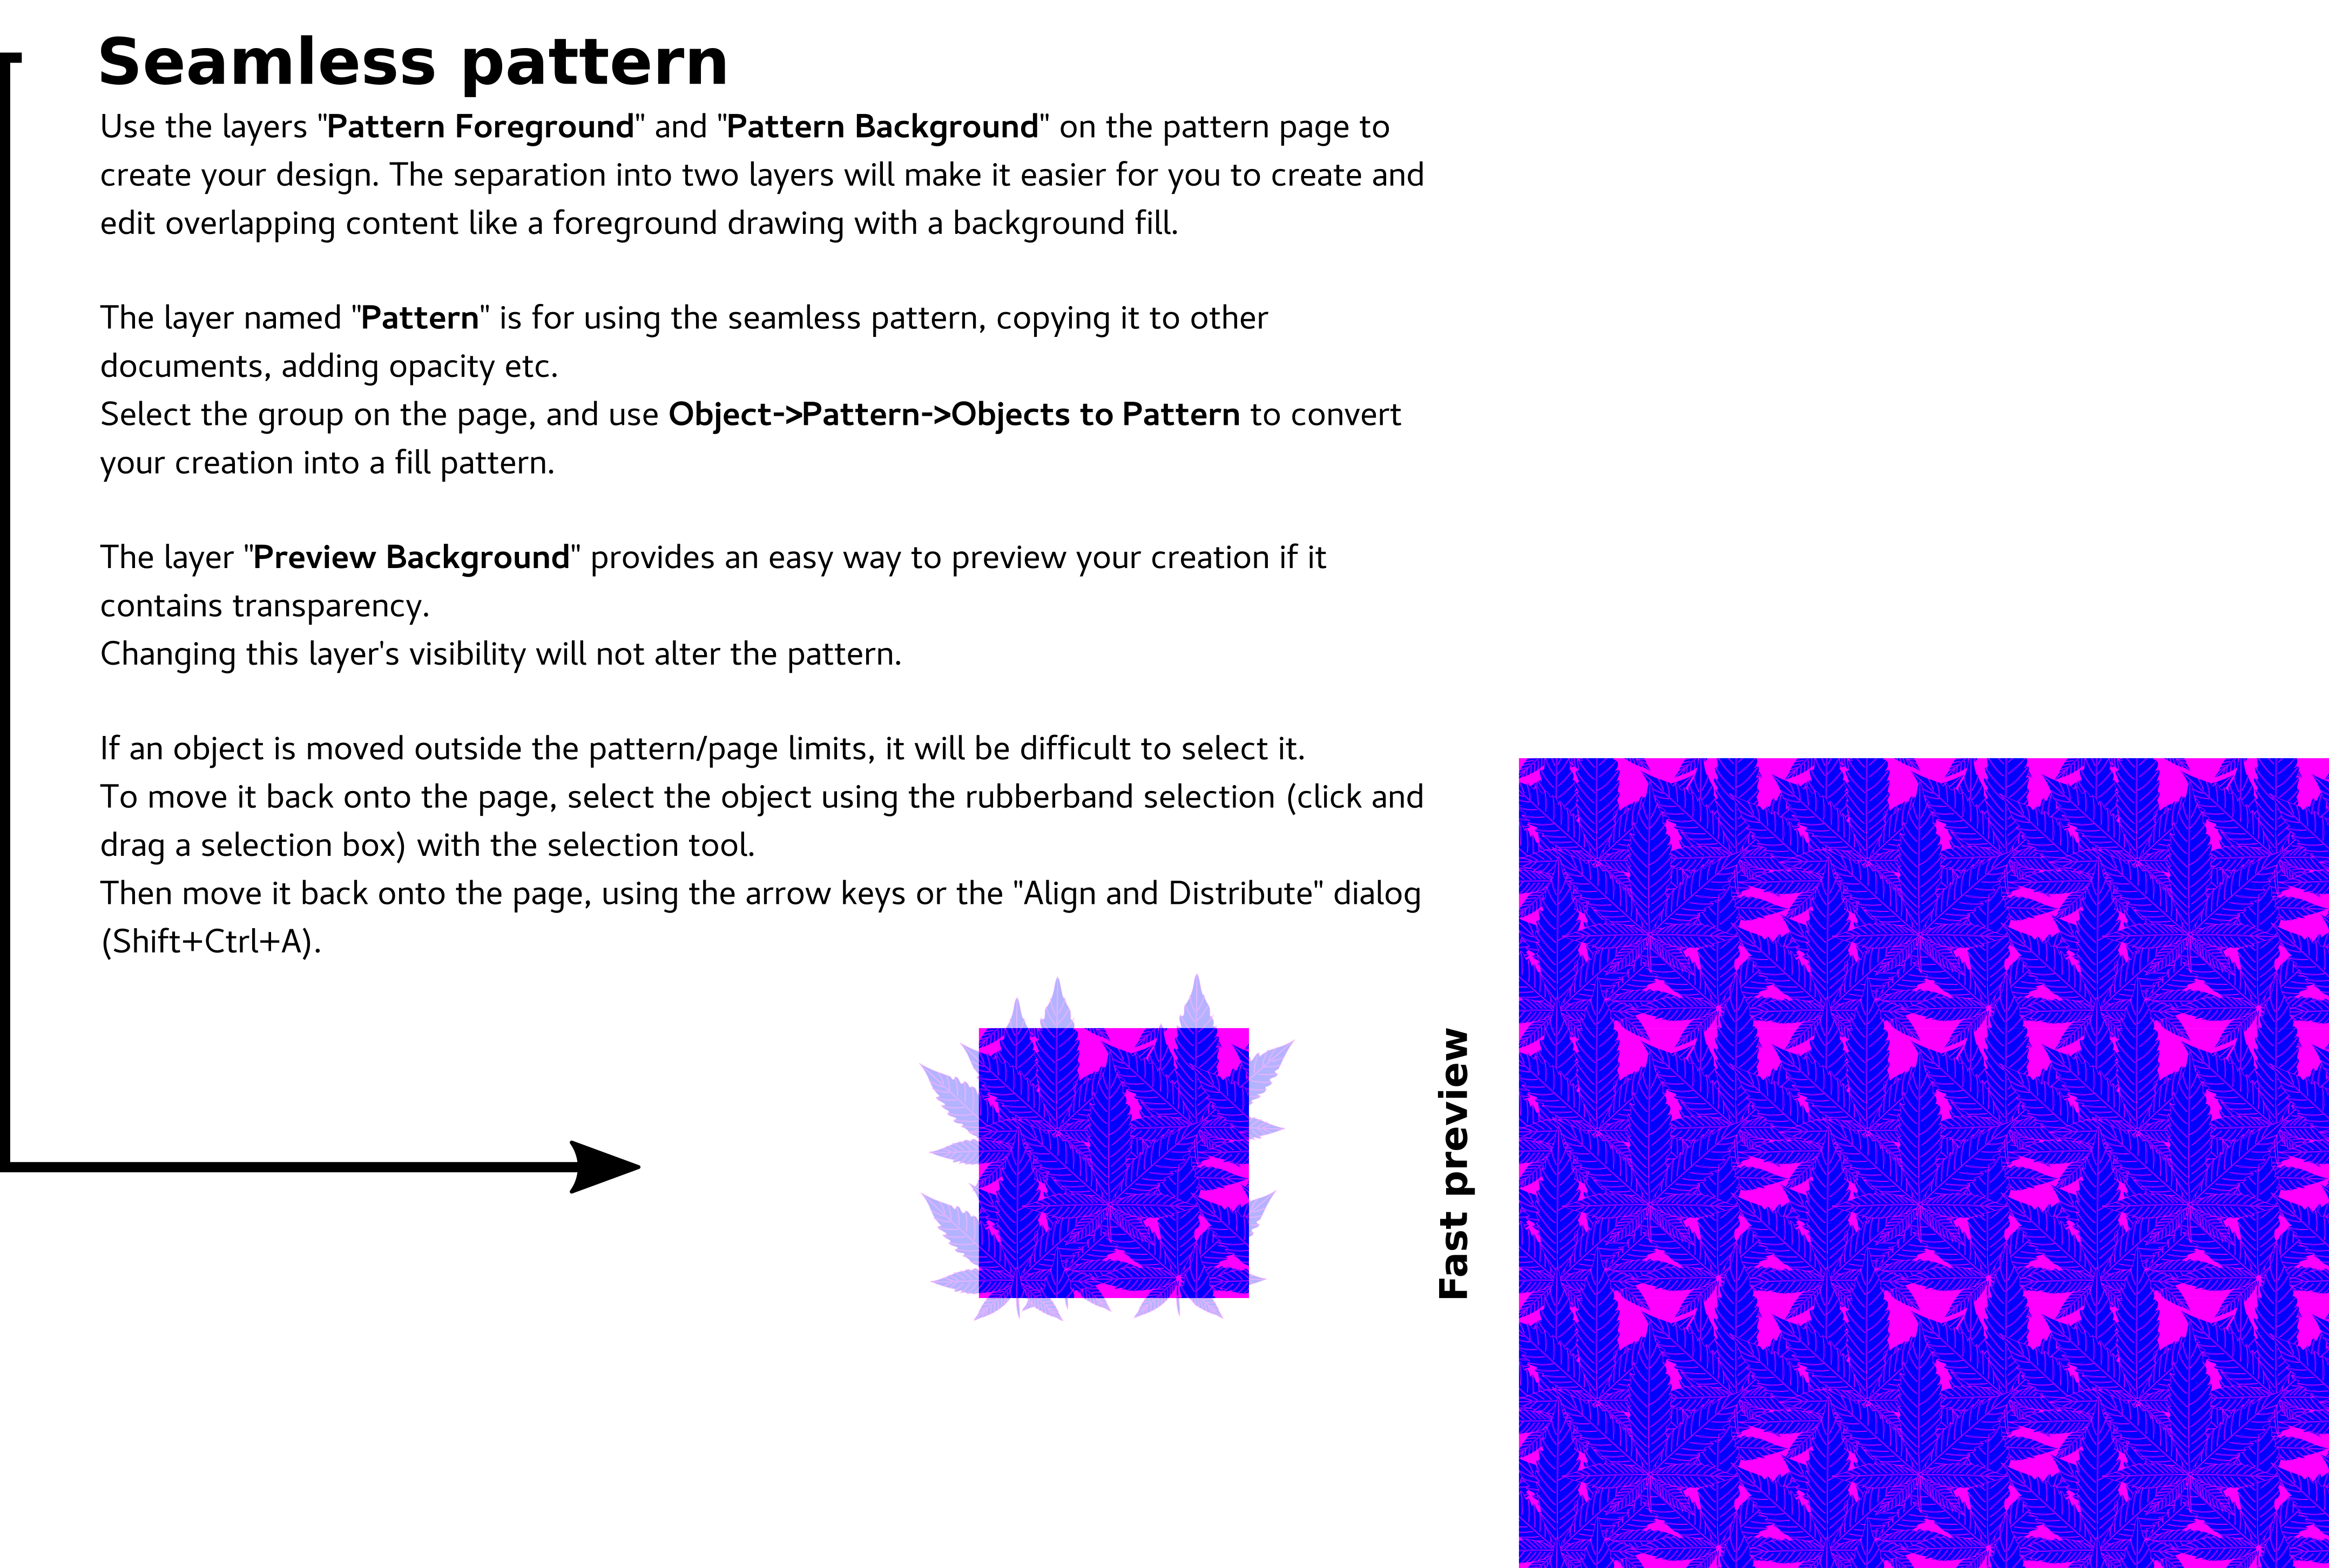 Seamless pattern
Use the layers "Pattern Foreground" and "Pattern Background" on the pattern page to
create your design. The separation into two layers will make it easier for you to create and
edit overlapping content like a foreground drawing with a background fill.
The layer named "Pattern" is for using the seamless pattern, copying it to other
documents, adding opacity etc.
Select the group on the page, and use Object->Pattern->Objects to Pattern to convert
your creation into a fill pattern.
The layer "Preview Background" provides an easy way to preview your creation if it
contains transparency.
Changing this layer's visibility will not alter the pattern.
If an object is moved outside the pattern/page limits, it will be difficult to select it.
To move it back onto the page, select the object using the rubberband selection (click and
drag a selection box) with the selection tool.
Then move it back onto the page, using the arrow keys or the "Align and Distribute" dialog
(Shift+Ctrl+A).
Fast preview